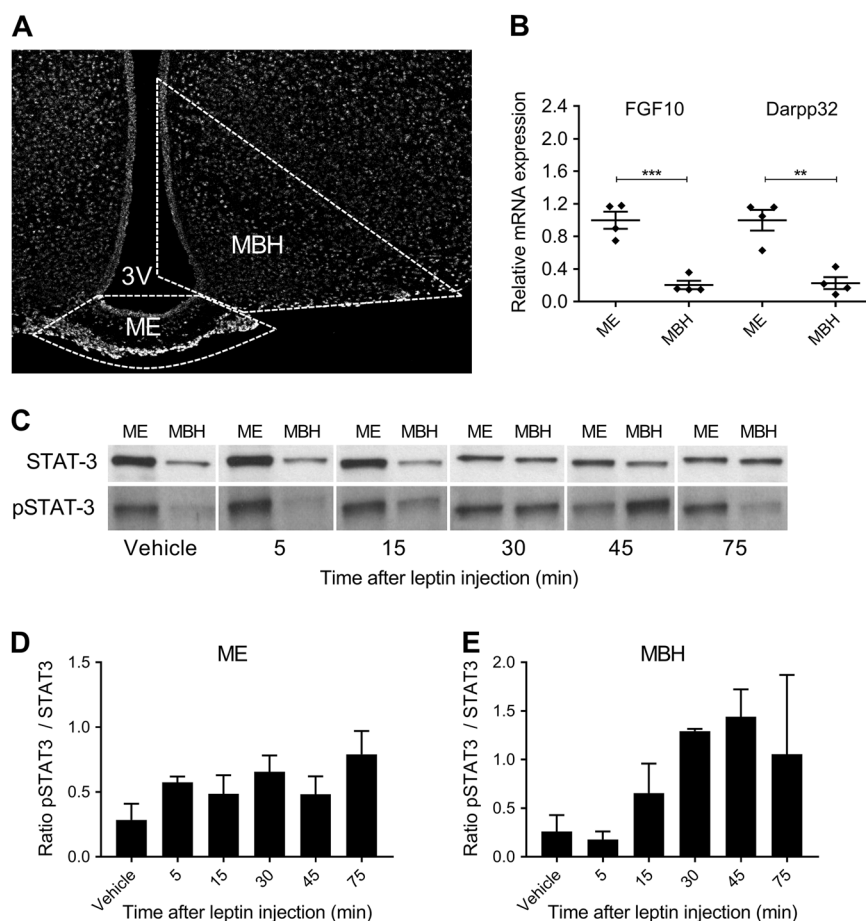 A
3V
MBH
ME
B
FGF10 Darpp32
Relative mRNA expression
2.4
2.0
1.6
1.2
0.8
0.4
0.0
*** **
ME MBH ME MBH
C
ME MBH ME MBH ME MBH ME MBH ME MBH ME MBH
STAT-3
pSTAT-3
Vehicle 5 15 30 45 75
Time after leptin injection (min)
D
ME
Ratio pSTAT3 / STAT3
1.5
1.0
0.5
0.0
Vehicle 5 15 30 45 75
Time after leptin injection (min)
E
MBH
Ratio pSTAT3 / STAT3
2.0
1.5
1.0
0.5
0.0
Vehicle 5 15 30 45 75
Time after leptin injection (min)